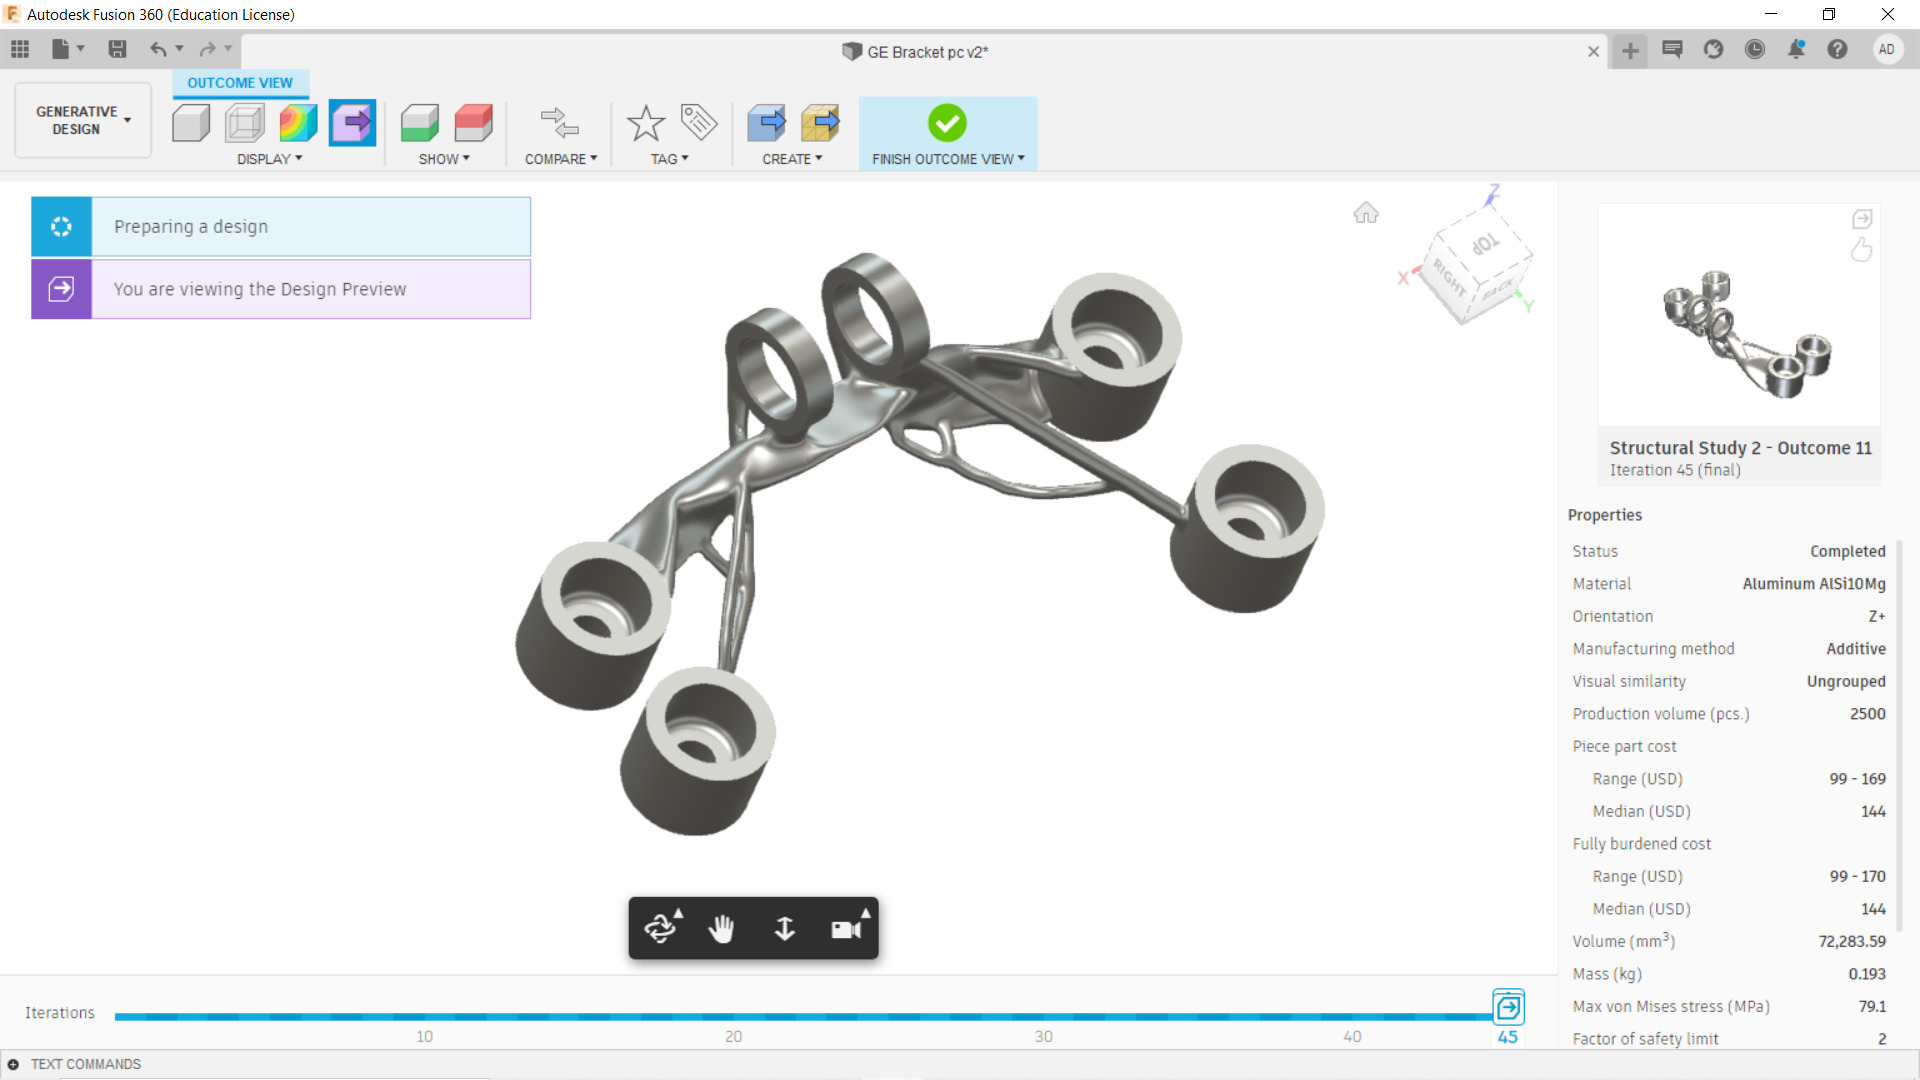 Autodesk Fusion 360 (Education License)
GE Bracket pc v2*
AD
OUTCOME VIEW
GENERATIVE
DESIGN
DISPLAY
SHOW
COMPARE
TAG
CREATE
FINISH OUTCOME VIEW
Preparing a design
You are viewing the Design Preview
Z
TOP
RIGHT
BACK
X
Y
Structural Study 2 - Outcome 11
Iteration 45 (final)
Properties
Status Completed
Material Aluminum AlSi10Mg
Orientation Z+
Manufacturing method Additive
Visual similarity Ungrouped
Production volume (pcs.) 2500
Piece part cost
Range (USD) 99 - 169
Median (USD) 144
Fully burdened cost
Range (USD) 99 - 170
Median (USD) 144
Volume (mm³) 72,283.59
Mass (kg) 0.193
Max von Mises stress (MPa) 79.1
Factor of safety limit 2
Iterations
10 20 30 40 45
TEXT COMMANDS